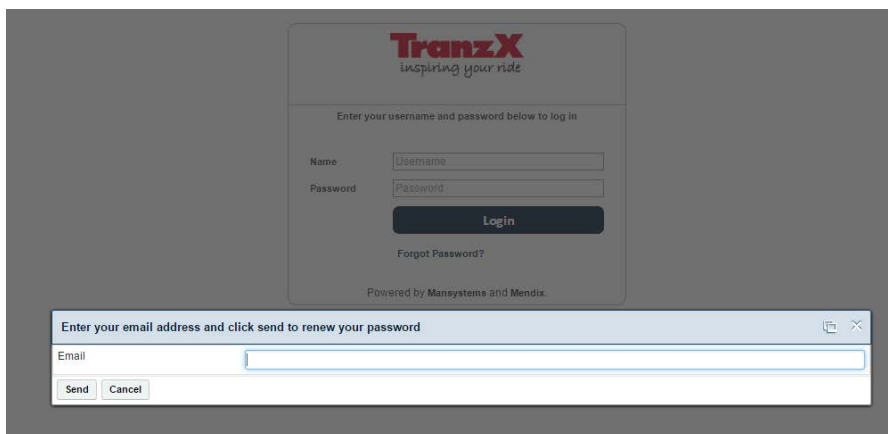 TranzX
inspiring your ride
Enter your username and password below to log in
Name Username
Password Password
Login
Forgot Password?
Powered by Mansystems and Mendix.
Enter your email address and click send to renew your password
Email
Send Cancel